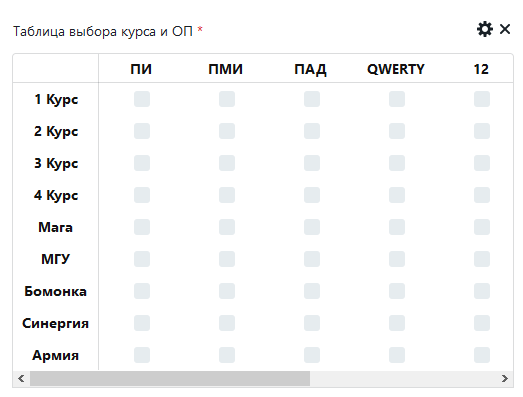 Таблица выбора курса и ОП *
ПИ ПМИ ПАД QWERTY 12
1 Курс
2 Курс
3 Курс
4 Курс
Мага
МГУ
Бомонка
Синергия
Армия